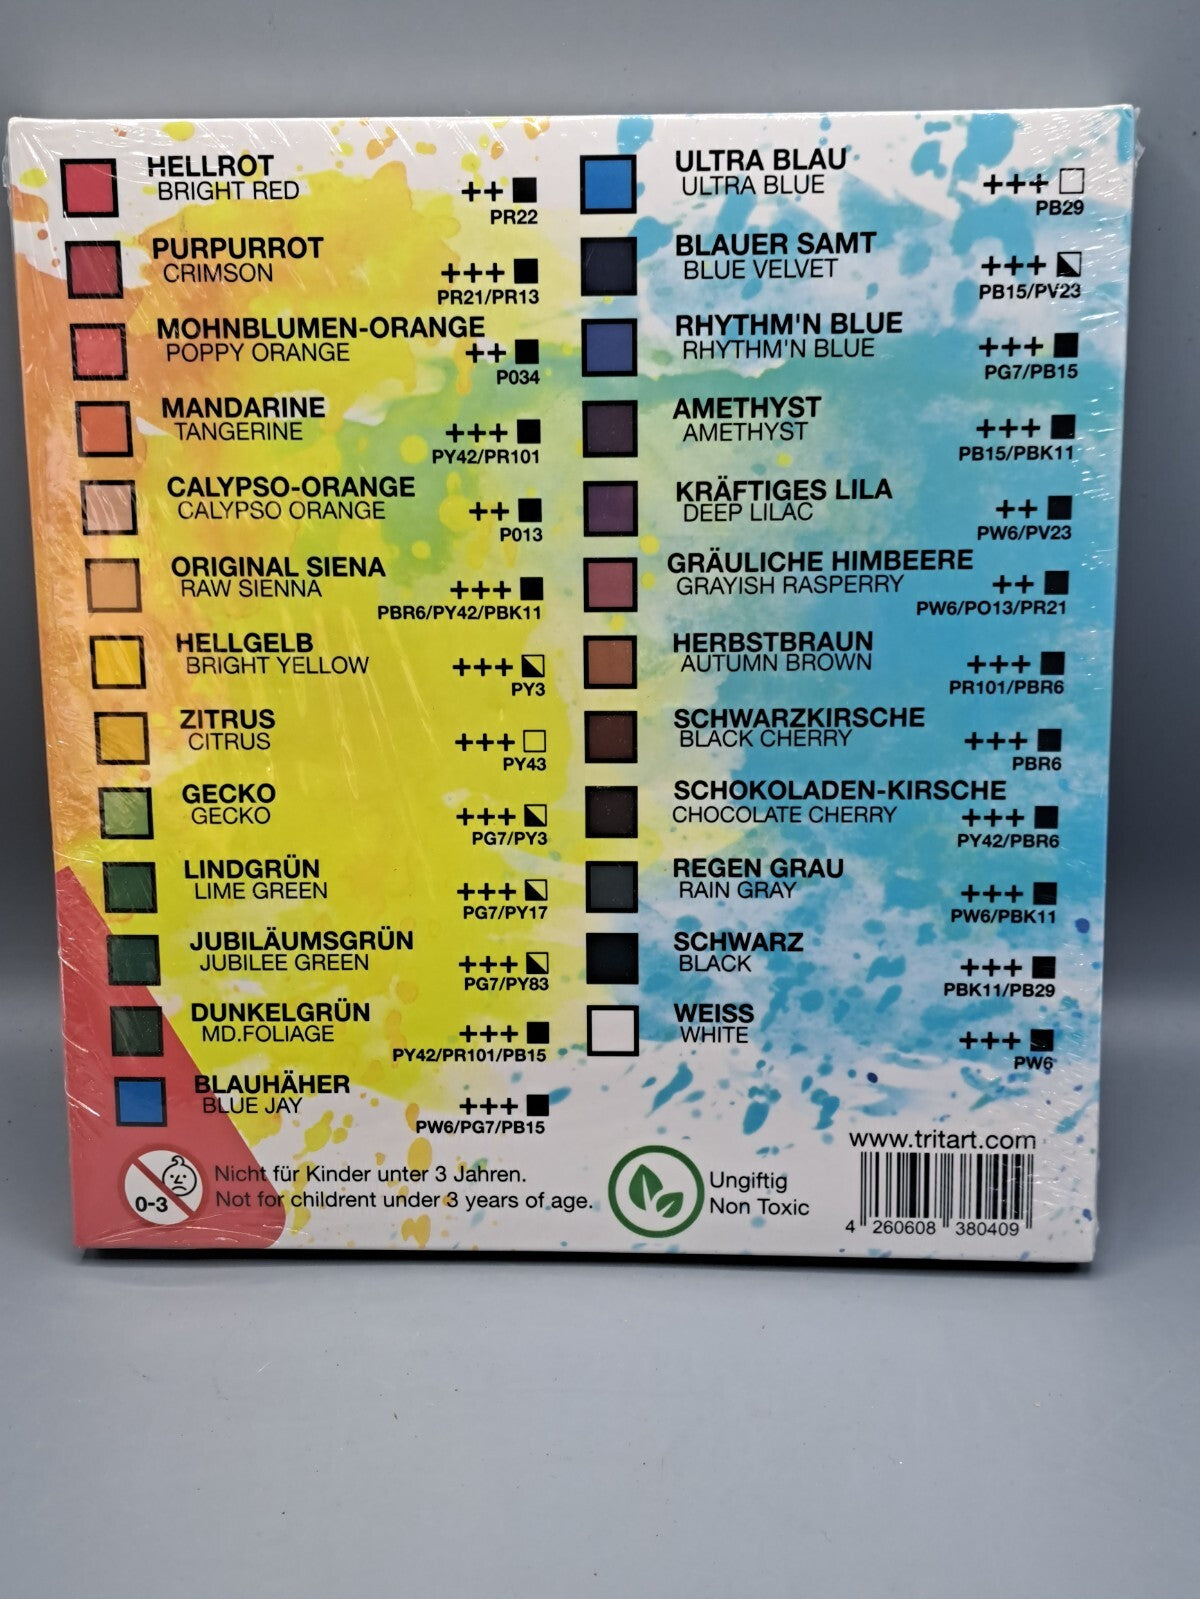 HELLROT
BRIGHT RED
++
PR22
PURPURROT
CRIMSON
+++
PR21/PR13
MOHNBLUMEN-ORANGE
POPPY ORANGE
++
P034
MANDARINE
TANGERINE
+++
PY42/PR101
CALYPSO-ORANGE
CALYPSO ORANGE
++
P013
ORIGINAL SIENA
RAW SIENNA
+++
PBR6/PY42/PBK11
HELLGELB
BRIGHT YELLOW
+++
PY3
ZITRUS
CITRUS
+++
PY43
GECKO
GECKO
+++
PG7/PY3
LINDGRÜN
LIME GREEN
+++
PG7/PY17
JUBILÄUMSGRÜN
JUBILEE GREEN
+++
PG7/PY83
DUNKELGRÜN
MD.FOLIAGE
+++
PY42/PR101/PB15
BLAUHÄHER
BLUE JAY
+++
PW6/PG7/PB15
ULTRA BLAU
ULTRA BLUE
+++
PB29
BLAUER SAMT
BLUE VELVET
+++
PB15/PV23
RHYTHM'N BLUE
RHYTHM'N BLUE
+++
PG7/PB15
AMETHYST
AMETHYST
+++
PB15/PBK11
KRÄFTIGES LILA
DEEP LILAC
++
PW6/PV23
GRÄULICHE HIMBEERE
GRAYISH RASPERRY
++
PW6/PO13/PR21
HERBSTBRAUN
AUTUMN BROWN
+++
PR101/PBR6
SCHWARZKIRSCHE
BLACK CHERRY
+++
PBR6
SCHOKOLADEN-KIRSCHE
CHOCOLATE CHERRY
+++
PY42/PBR6
REGEN GRAU
RAIN GRAY
+++
PW6/PBK11
SCHWARZ
BLACK
+++
PBK11/PB29
WEISS
WHITE
+++
PW6
0-3
Nicht für Kinder unter 3 Jahren.
Not for childrent under 3 years of age.
Ungiftig
Non Toxic
www.tritart.com
4 260608 380409